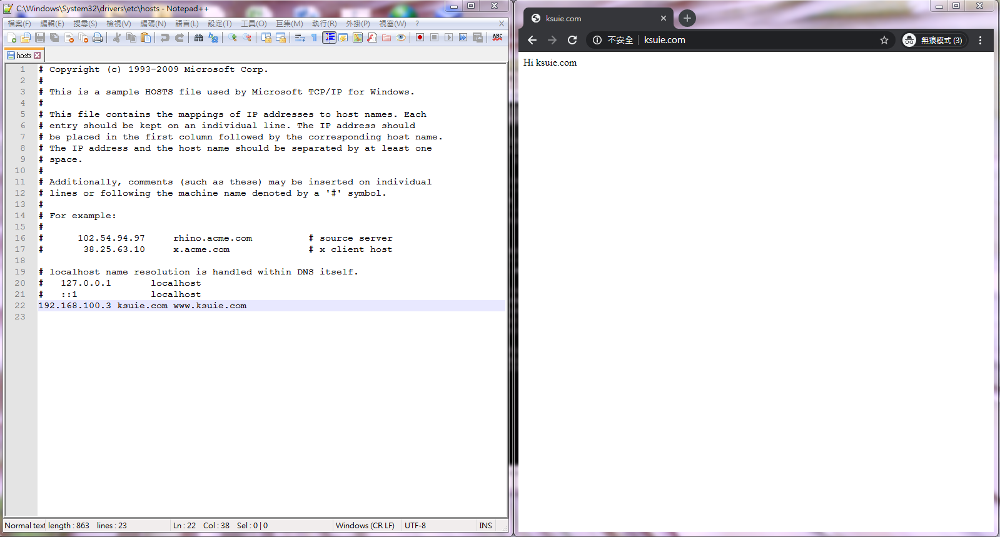 C:\Windows\System32\drivers\etc\hosts - Notepad++
檔案(F) 編輯(E) 搜尋(S) 檢視(V) 編碼(N) 語言(L) 設定(T) 工具(O) 巨集(M) 執行(R) 外掛(P) 視窗(W) ? X
ABC
hosts
1 # Copyright (c) 1993-2009 Microsoft Corp.
2 #
3 # This is a sample HOSTS file used by Microsoft TCP/IP for Windows.
4 #
5 # This file contains the mappings of IP addresses to host names. Each
6 # entry should be kept on an individual line. The IP address should
7 # be placed in the first column followed by the corresponding host name.
8 # The IP address and the host name should be separated by at least one
9 # space.
10 #
11 # Additionally, comments (such as these) may be inserted on individual
12 # lines or following the machine name denoted by a '#' symbol.
13 #
14 # For example:
15 #
16 #      102.54.94.97     rhino.acme.com          # source server
17 #       38.25.63.10     x.acme.com              # x client host
18
19 # localhost name resolution is handled within DNS itself.
20 #   127.0.0.1       localhost
21 #   ::1             localhost
22 192.168.100.3 ksuie.com www.ksuie.com
23
Normal text length : 863 lines : 23 Ln : 22 Col : 38 Sel : 0 | 0 Windows (CR LF) UTF-8 INS
ksuie.com
不安全 ksuie.com 無痕模式 (3)
Hi ksuie.com